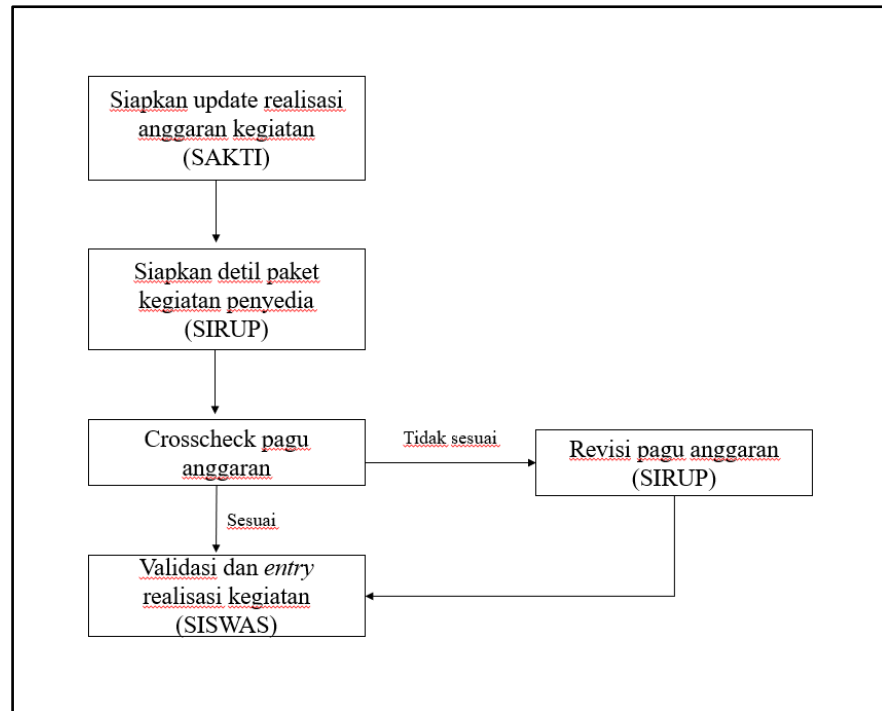 Siapkan update realisasi
anggaran kegiatan
(SAKTI)
Siapkan detil paket
kegiatan penyedia
(SIRUP)
Crosscheck pagu
anggaran
Tidak sesuai
Revisi pagu anggaran
(SIRUP)
Sesuai
Validasi dan entry
realisasi kegiatan
(SISWAS)